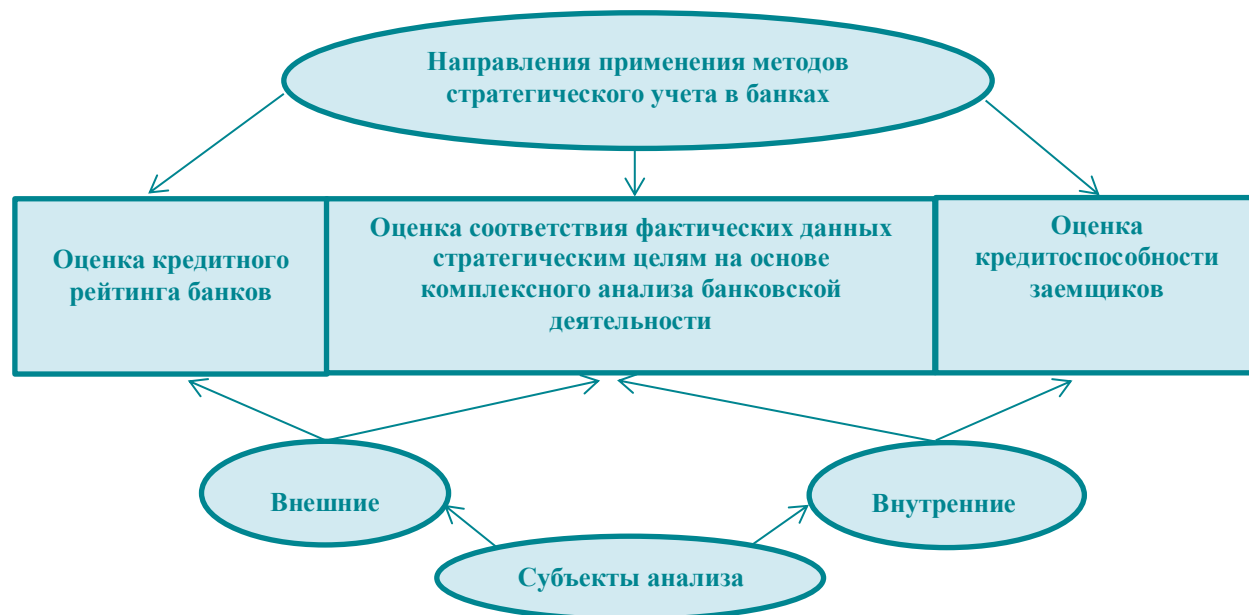 Направления применения методов
стратегического учета в банках
Оценка кредитного
рейтинга банков
Оценка соответствия фактических данных
стратегическим целям на основе
комплексного анализа банковской
деятельности
Оценка
кредитоспособности
заемщиков
Внешние
Внутренние
Субъекты анализа